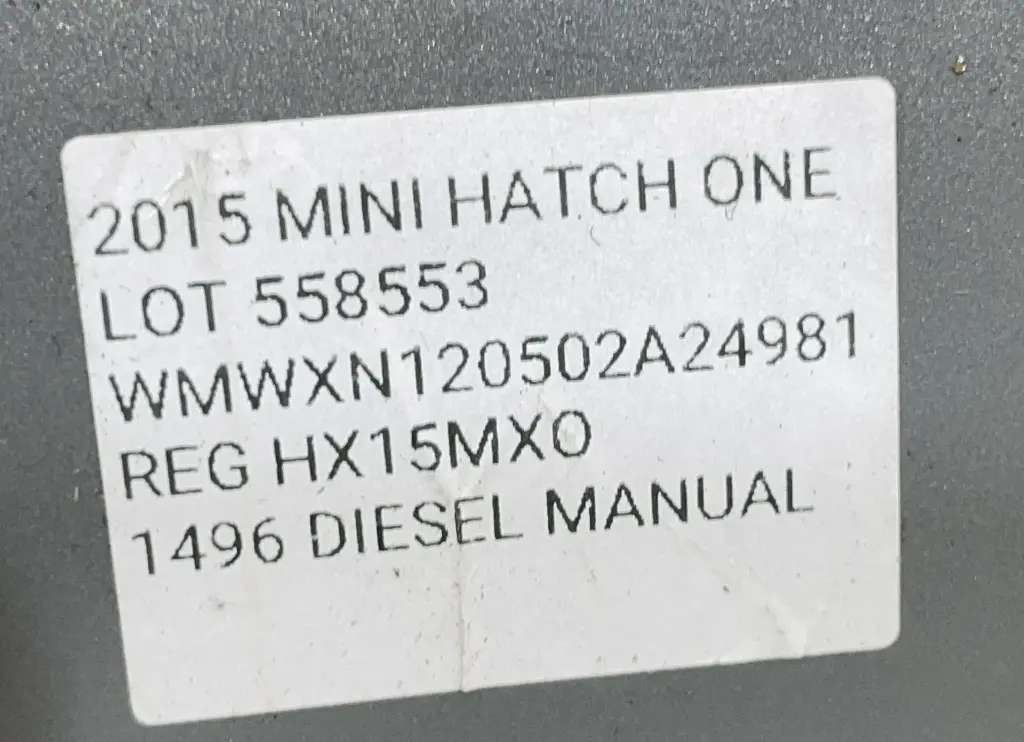 2015 MINI HATCH ONE
LOT 558553
WMWXN120502A24981
REG HX15MXO
1496 DIESEL MANUAL